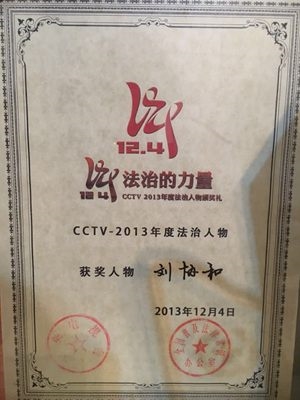 12.4
12.4 法治的力量
CCTV 2013年度法治人物颁奖礼
CCTV-2013年度法治人物
获奖人物 刘协和
2013年12月4日